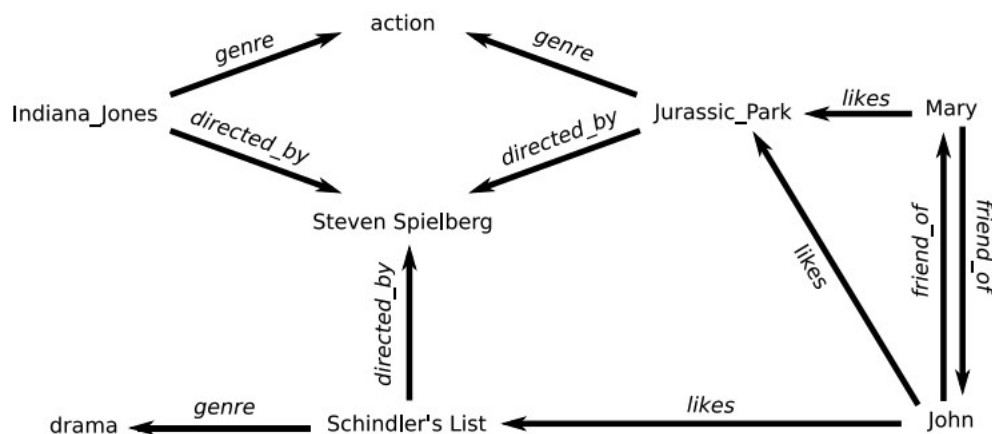 action
genre
genre
Indiana_Jones
directed_by
directed_by
Jurassic_Park
likes
Mary
Steven Spielberg
likes
friend_of
friend_of
directed_by
drama
genre
Schindler's List
likes
John